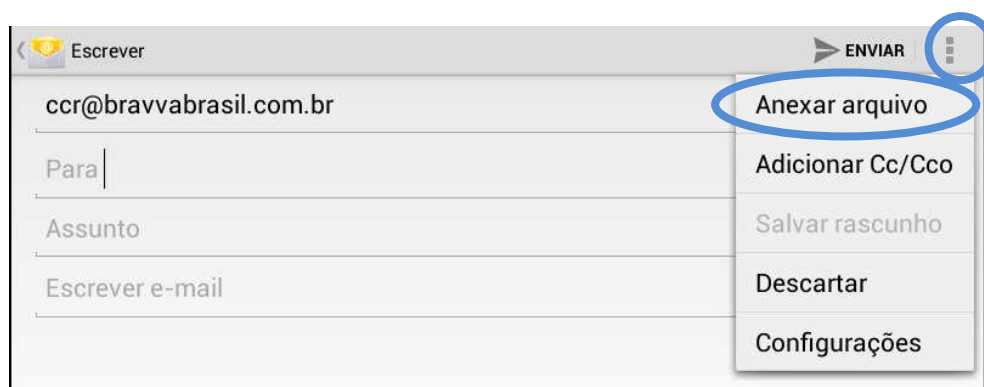 Escrever
ENVIAR
ccr@bravvabrasil.com.br
Anexar arquivo
Para
Adicionar Cc/Cco
Assunto
Salvar rascunho
Escrever e-mail
Descartar
Configurações